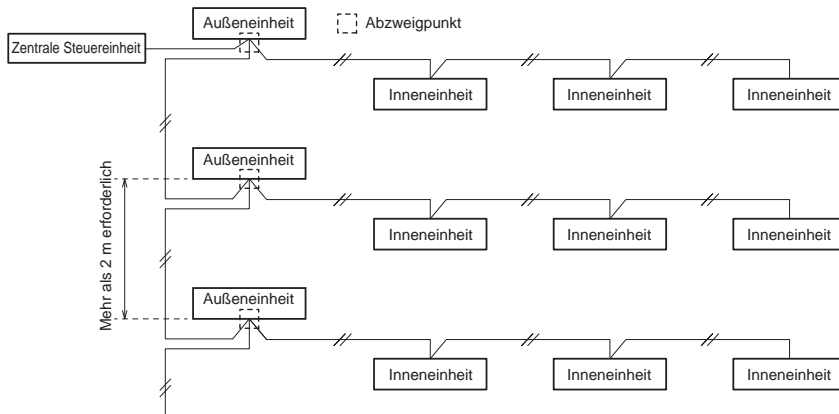 Außeneinheit
Abzweigpunkt
Zentrale Steuereinheit
Inneneinheit
Inneneinheit
Inneneinheit
Außeneinheit
Inneneinheit
Inneneinheit
Inneneinheit
Mehr als 2 m erforderlich
Außeneinheit
Inneneinheit
Inneneinheit
Inneneinheit